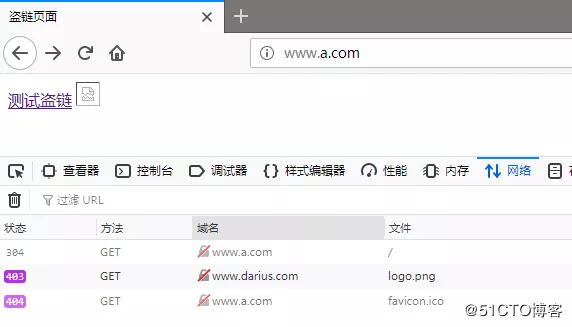 盗链页面
www.a.com
测试盗链
查看器 控制台 调试器 样式编辑器 性能 内存 网络
过滤 URL
状态 方法 域名 文件
304 GET www.a.com /
403 GET www.darius.com logo.png
404 GET www.a.com favicon.ico
@51CTO博客